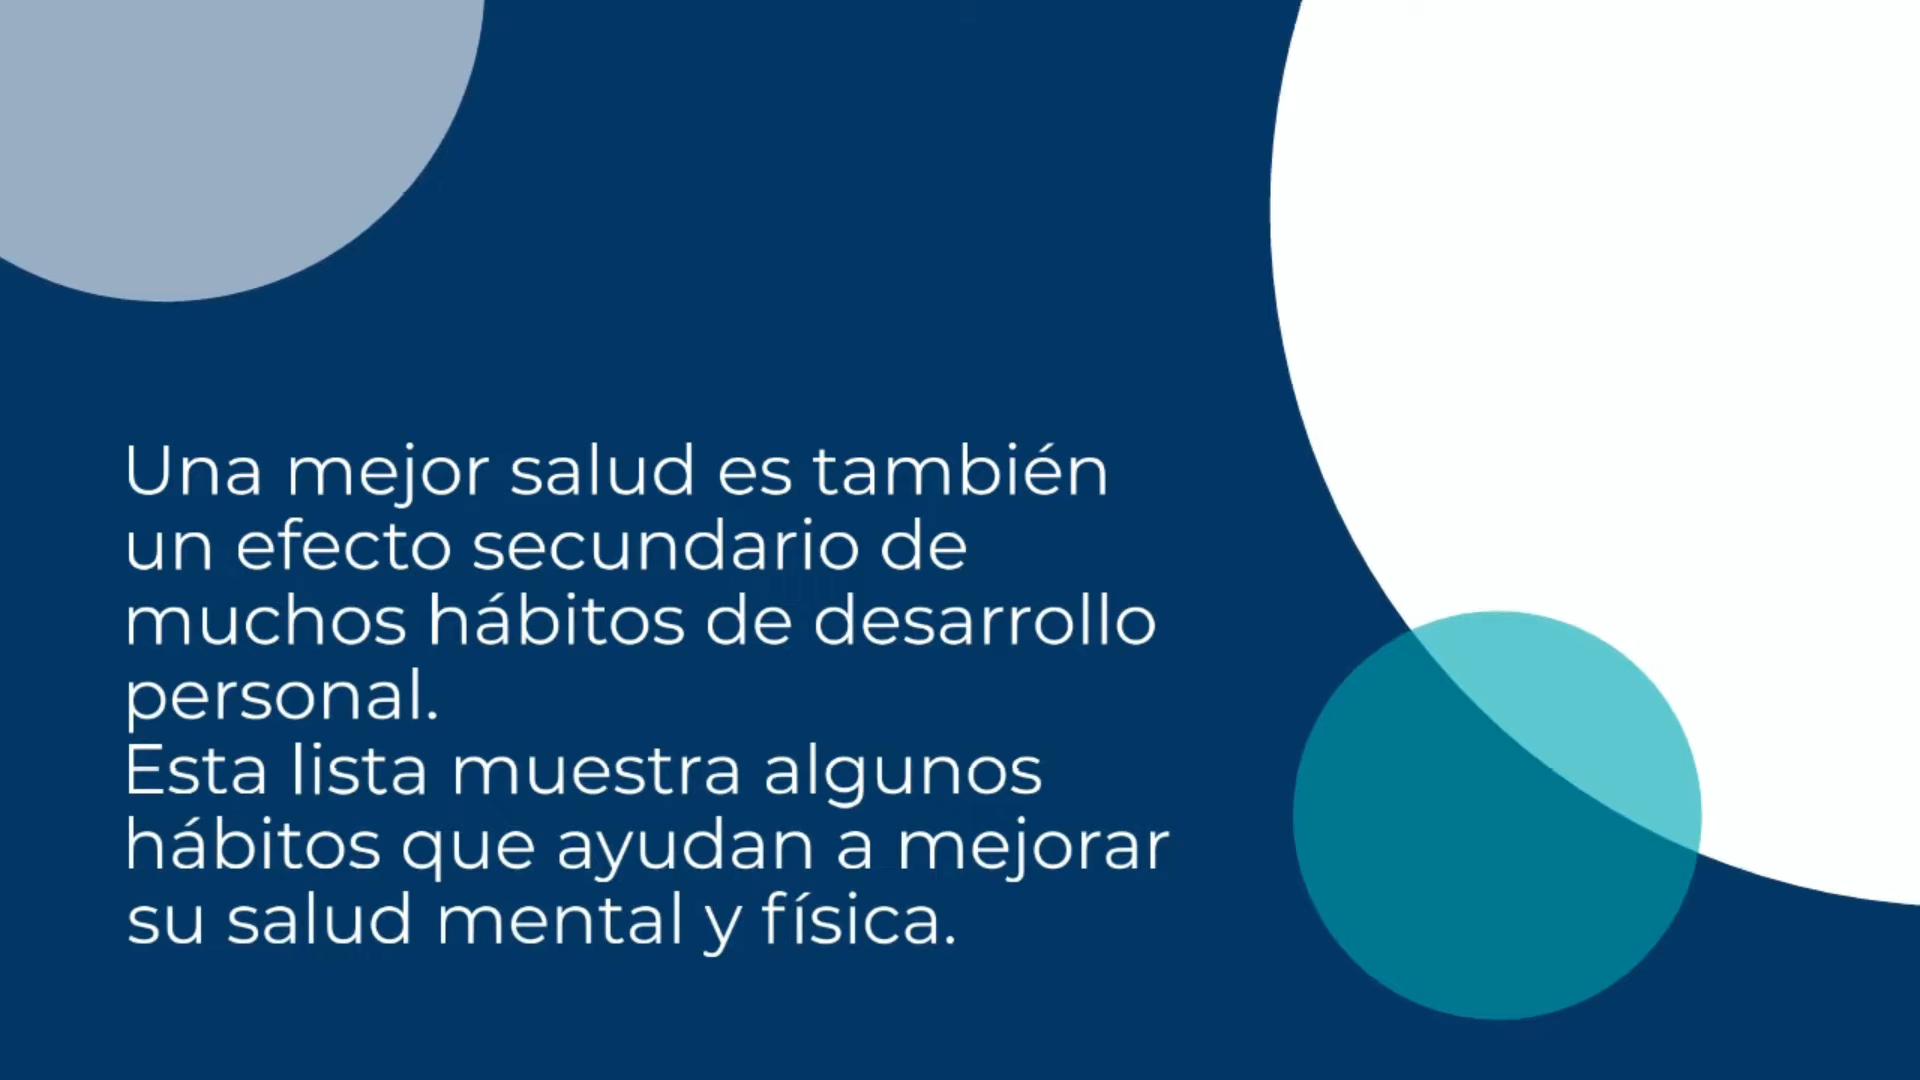 Una mejor salud es también
un efecto secundario de
muchos hábitos de desarrollo
personal.
Esta lista muestra algunos
hábitos que ayudan a mejorar
su salud mental y física.